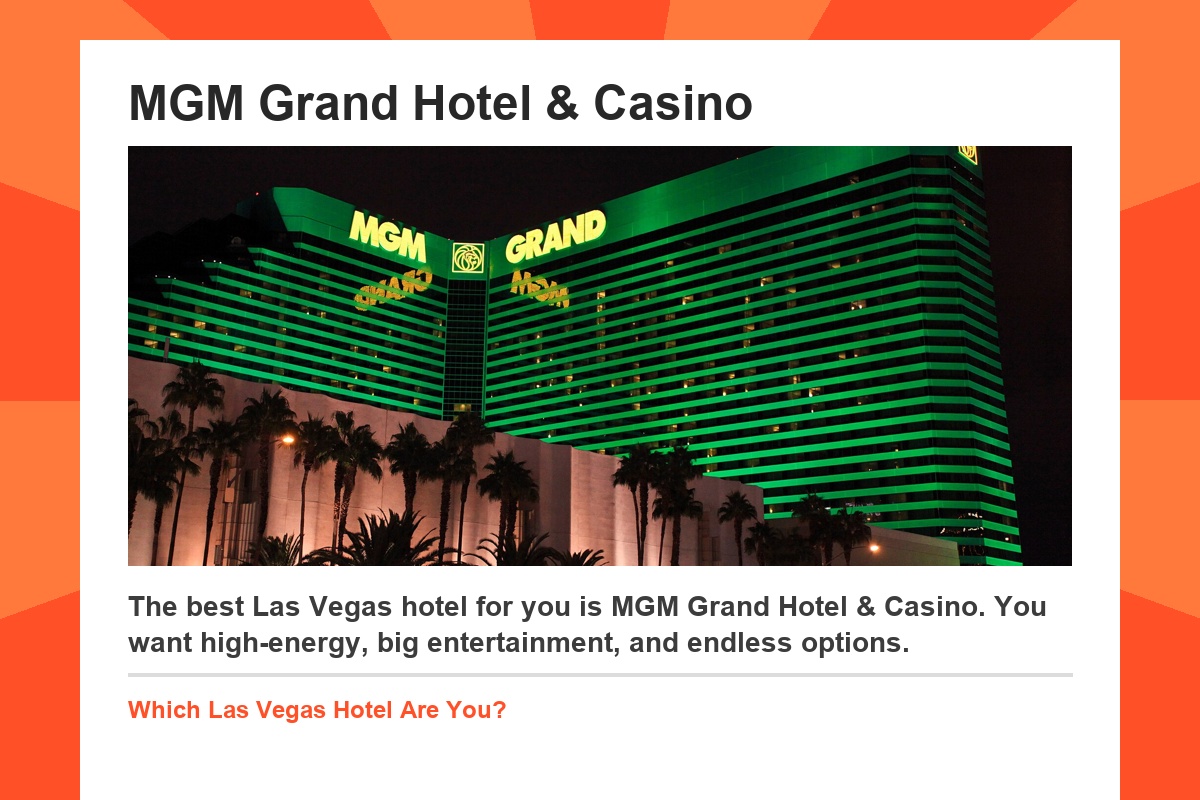 MGM Grand Hotel & Casino
MGM GRAND
The best Las Vegas hotel for you is MGM Grand Hotel & Casino. You
want high-energy, big entertainment, and endless options.
Which Las Vegas Hotel Are You?